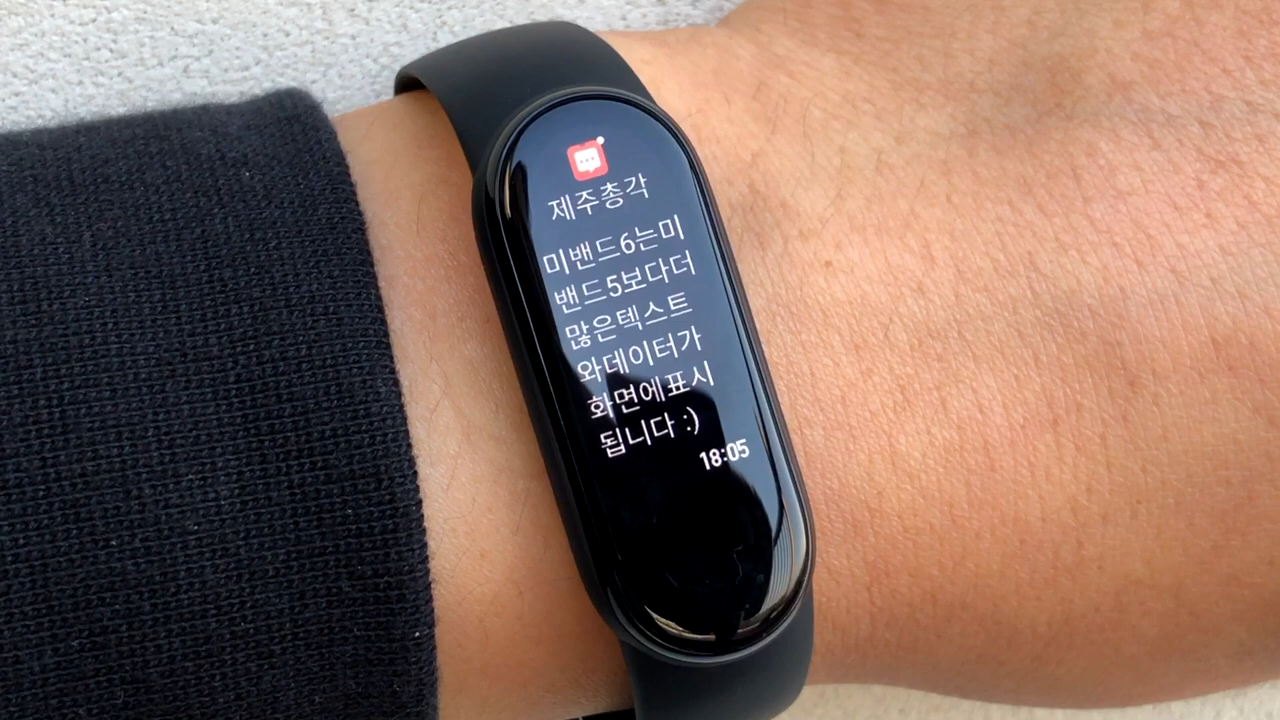 제주총각
미밴드6는미
밴드5보다더
많은텍스트
와데이터가
화면에표시
됩니다 :)
18:05